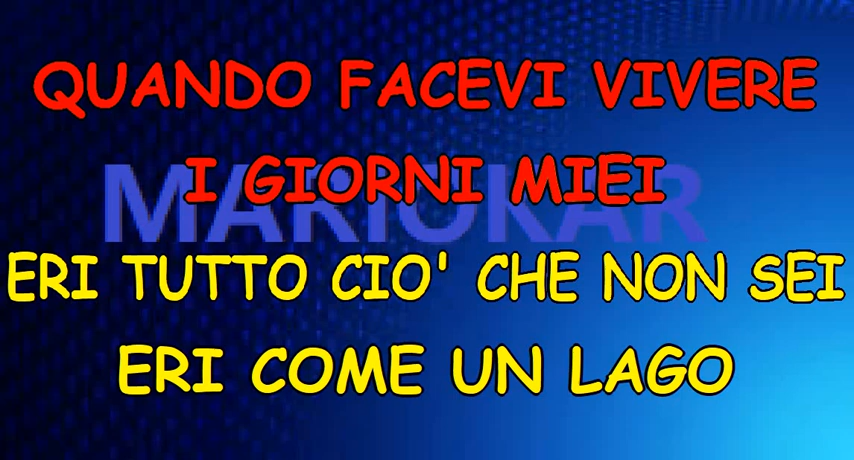 QUANDO FACEVI VIVERE
I GIORNI MIEI
MARIOKAR
ERI TUTTO CIO' CHE NON SEI
ERI COME UN LAGO